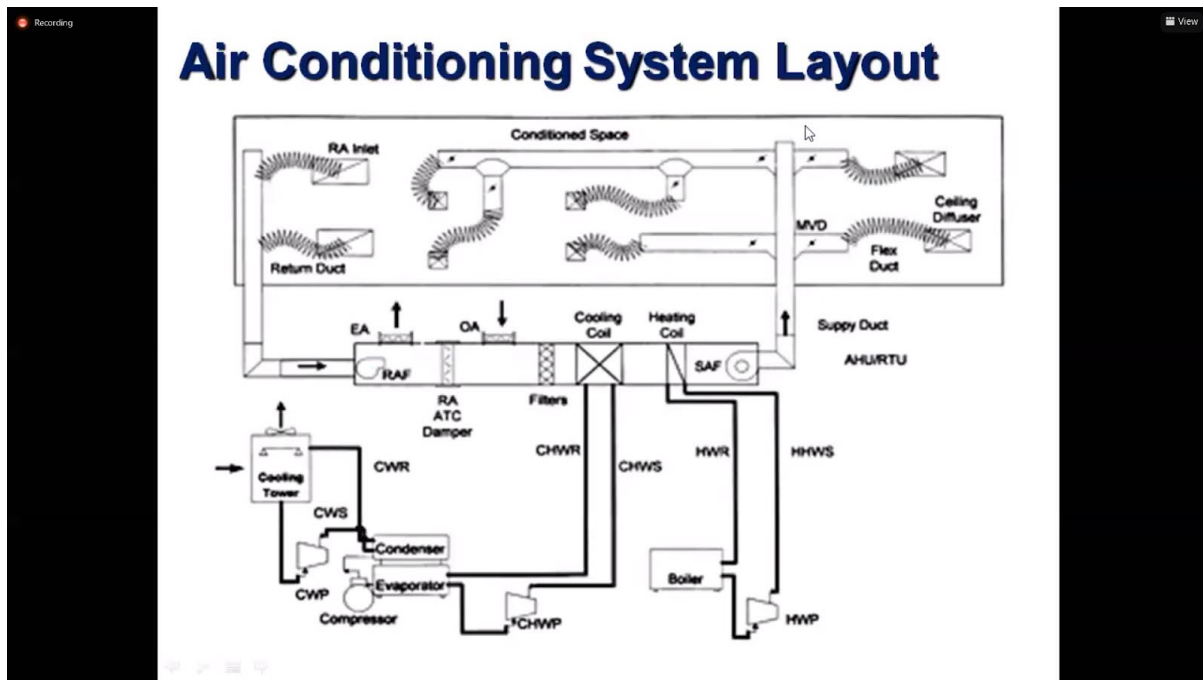 Recording
View
Air Conditioning System Layout
Conditioned Space
RA Inlet
Ceiling
Diffuser
MVD
Flex
Duct
Return Duct
EA
OA
Cooling
Coil
Heating
Coil
Suppy Duct
RAF
SAF
AHU/RTU
RA
ATC
Damper
Filters
CHWR
CHWS
HWR
HHWS
CWR
Cooling
Tower
CWS
Condenser
Evaporator
Boiler
CWP
Compressor
CHWP
HWP